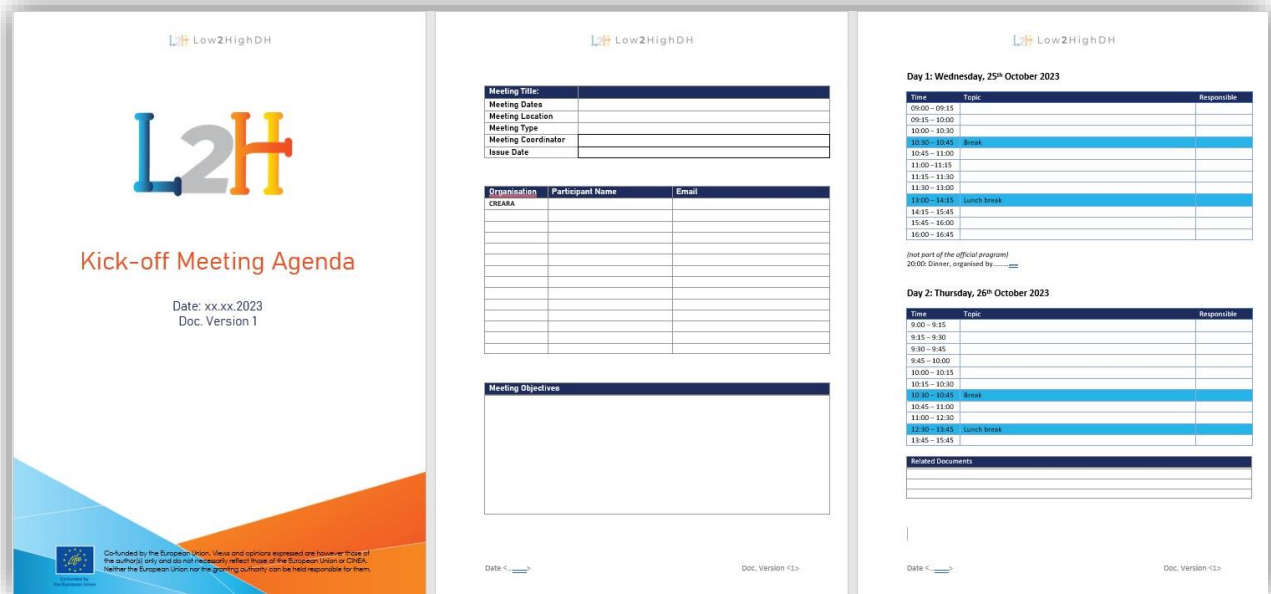 Low2HighDH
L2H
Kick-off Meeting Agenda
Date: xx.xx.2023
Doc. Version 1
Co-funded by the European Union. Views and opinions expressed are however those of
the author(s) only and do not necessarily reflect those of the European Union or CINEA.
Neither the European Union nor the granting authority can be held responsible for them.
Life
Co-funded by
the European Union
Low2HighDH
Meeting Title:
Meeting Dates
Meeting Location
Meeting Type
Meeting Coordinator
Issue Date
Organisation Participant Name Email
CREARA
Meeting Objectives
Date <...___> Doc. Version <1>
Low2HighDH
Day 1: Wednesday, 25th October 2023
Time Topic Responsible
09:00 – 09:15
09:15 – 10:00
10:00 – 10:30
10:30 – 10:45 Break
10:45 – 11:00
11:00 –11:15
11:15 – 11:30
11:30 – 13:00
13:00 – 14:15 Lunch break
14:15 – 15:45
15:45 – 16:00
16:00 – 16:45
(not part of the official program)
20:00: Dinner, organised by..........
Day 2: Thursday, 26th October 2023
Time Topic Responsible
9:00 – 9:15
9:15 – 9:30
9:30 – 9:45
9:45 – 10:00
10:00 – 10:15
10:15 – 10:30
10:30 – 10:45 Break
10:45 – 11:00
11:00 – 12:30
12:30 – 13:45 Lunch break
13:45 – 15:45
Related Documents
Date <...___> Doc. Version <1>